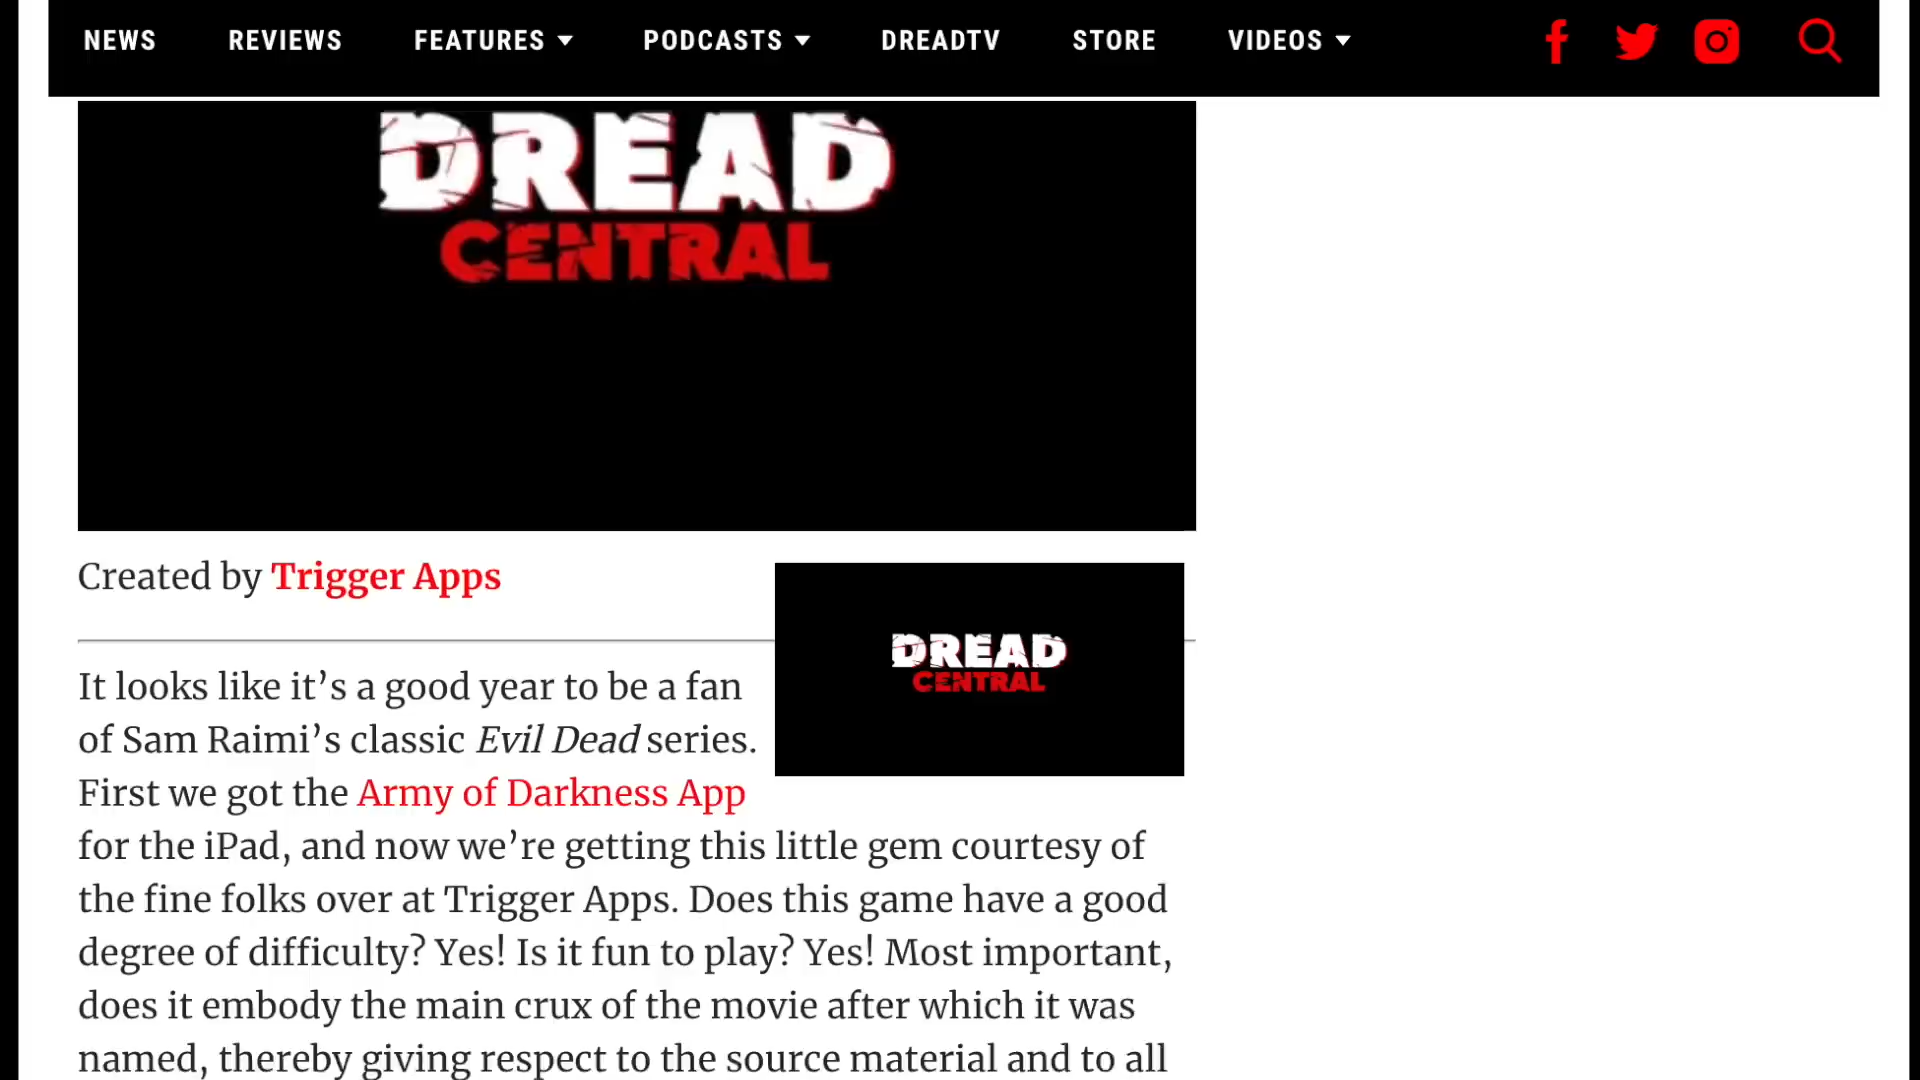 NEWS REVIEWS FEATURES PODCASTS DREADTV STORE VIDEOS
DREAD
CENTRAL
Created by Trigger Apps
DREAD
CENTRAL
It looks like it’s a good year to be a fan
of Sam Raimi’s classic Evil Dead series.
First we got the Army of Darkness App
for the iPad, and now we’re getting this little gem courtesy of
the fine folks over at Trigger Apps. Does this game have a good
degree of difficulty? Yes! Is it fun to play? Yes! Most important,
does it embody the main crux of the movie after which it was
named, thereby giving respect to the source material and to all